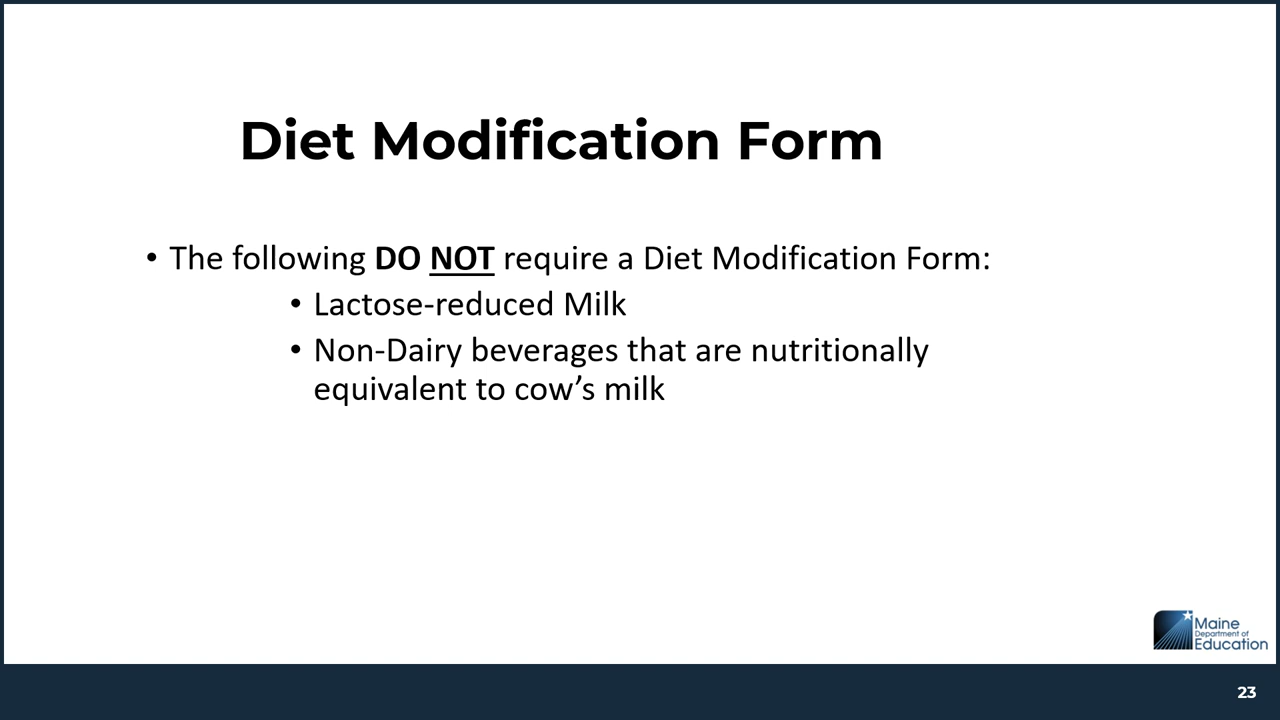 Diet Modification Form
• The following DO NOT require a Diet Modification Form:
• Lactose-reduced Milk
• Non-Dairy beverages that are nutritionally
equivalent to cow’s milk
Maine
Department of
Education
23